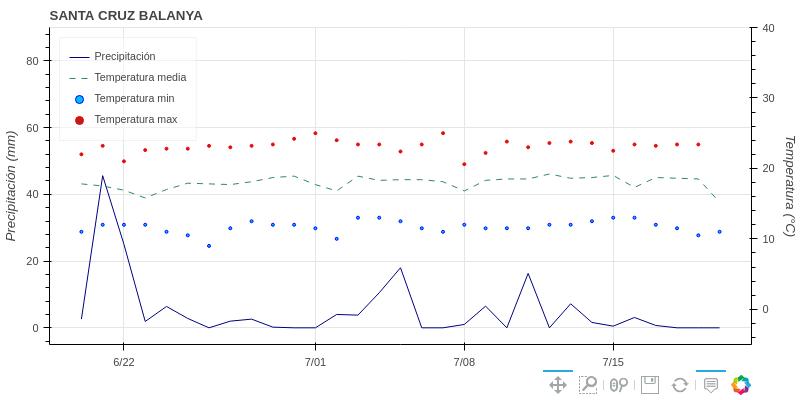 SANTA CRUZ BALANYA
Precipitación
Temperatura media
Temperatura min
Temperatura max
Precipitación (mm)
80
60
40
20
0
40
30
20
10
0
Temperatura (°C)
6/22
7/01
7/08
7/15